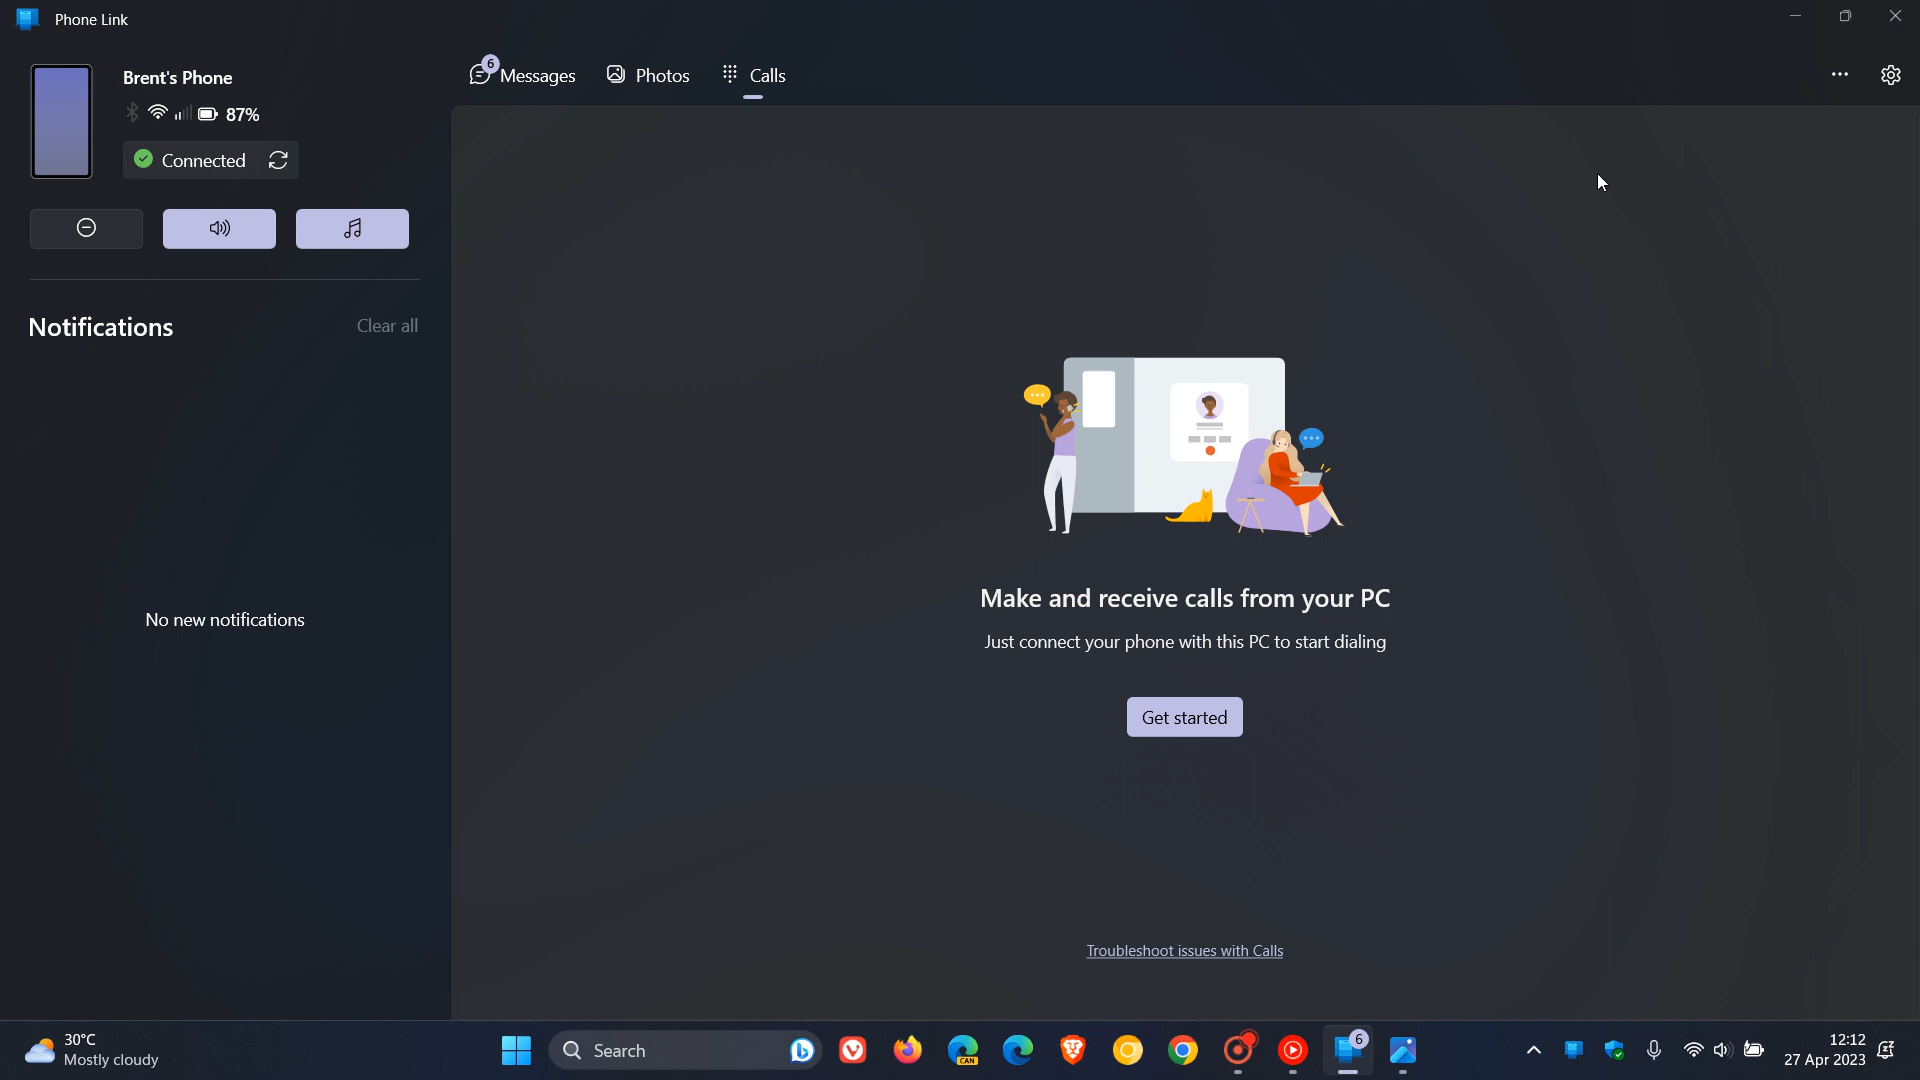 Phone Link
Brent's Phone
87%
Connected
6
Messages
Photos
Calls
Notifications
Clear all
No new notifications
Make and receive calls from your PC
Just connect your phone with this PC to start dialing
Get started
Troubleshoot issues with Calls
30°C
Mostly cloudy
Search
CAN
6
12:12
27 Apr 2023